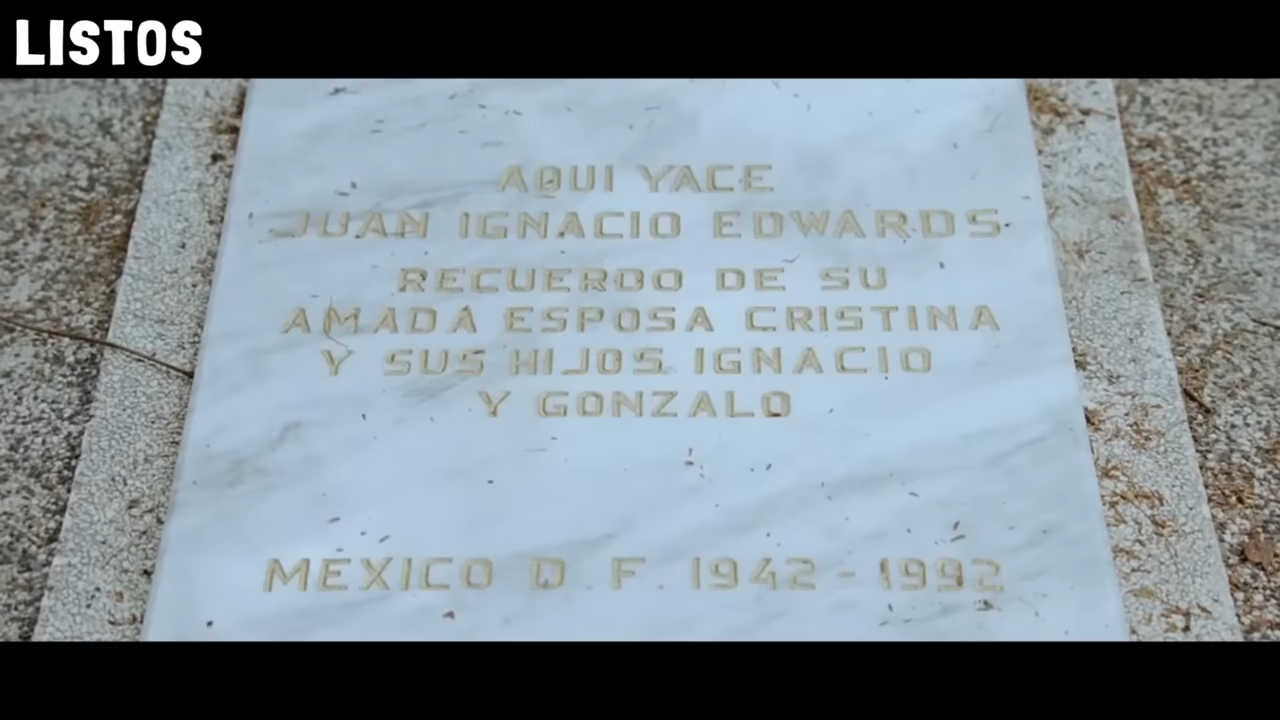 LISTOS
AQUI YACE
JUAN IGNACIO EDWARDS
RECUERDO DE SU
AMADA ESPOSA CRISTINA
Y SUS HIJOS IGNACIO
Y GONZALO
MEXICO D.F. 1942-1992